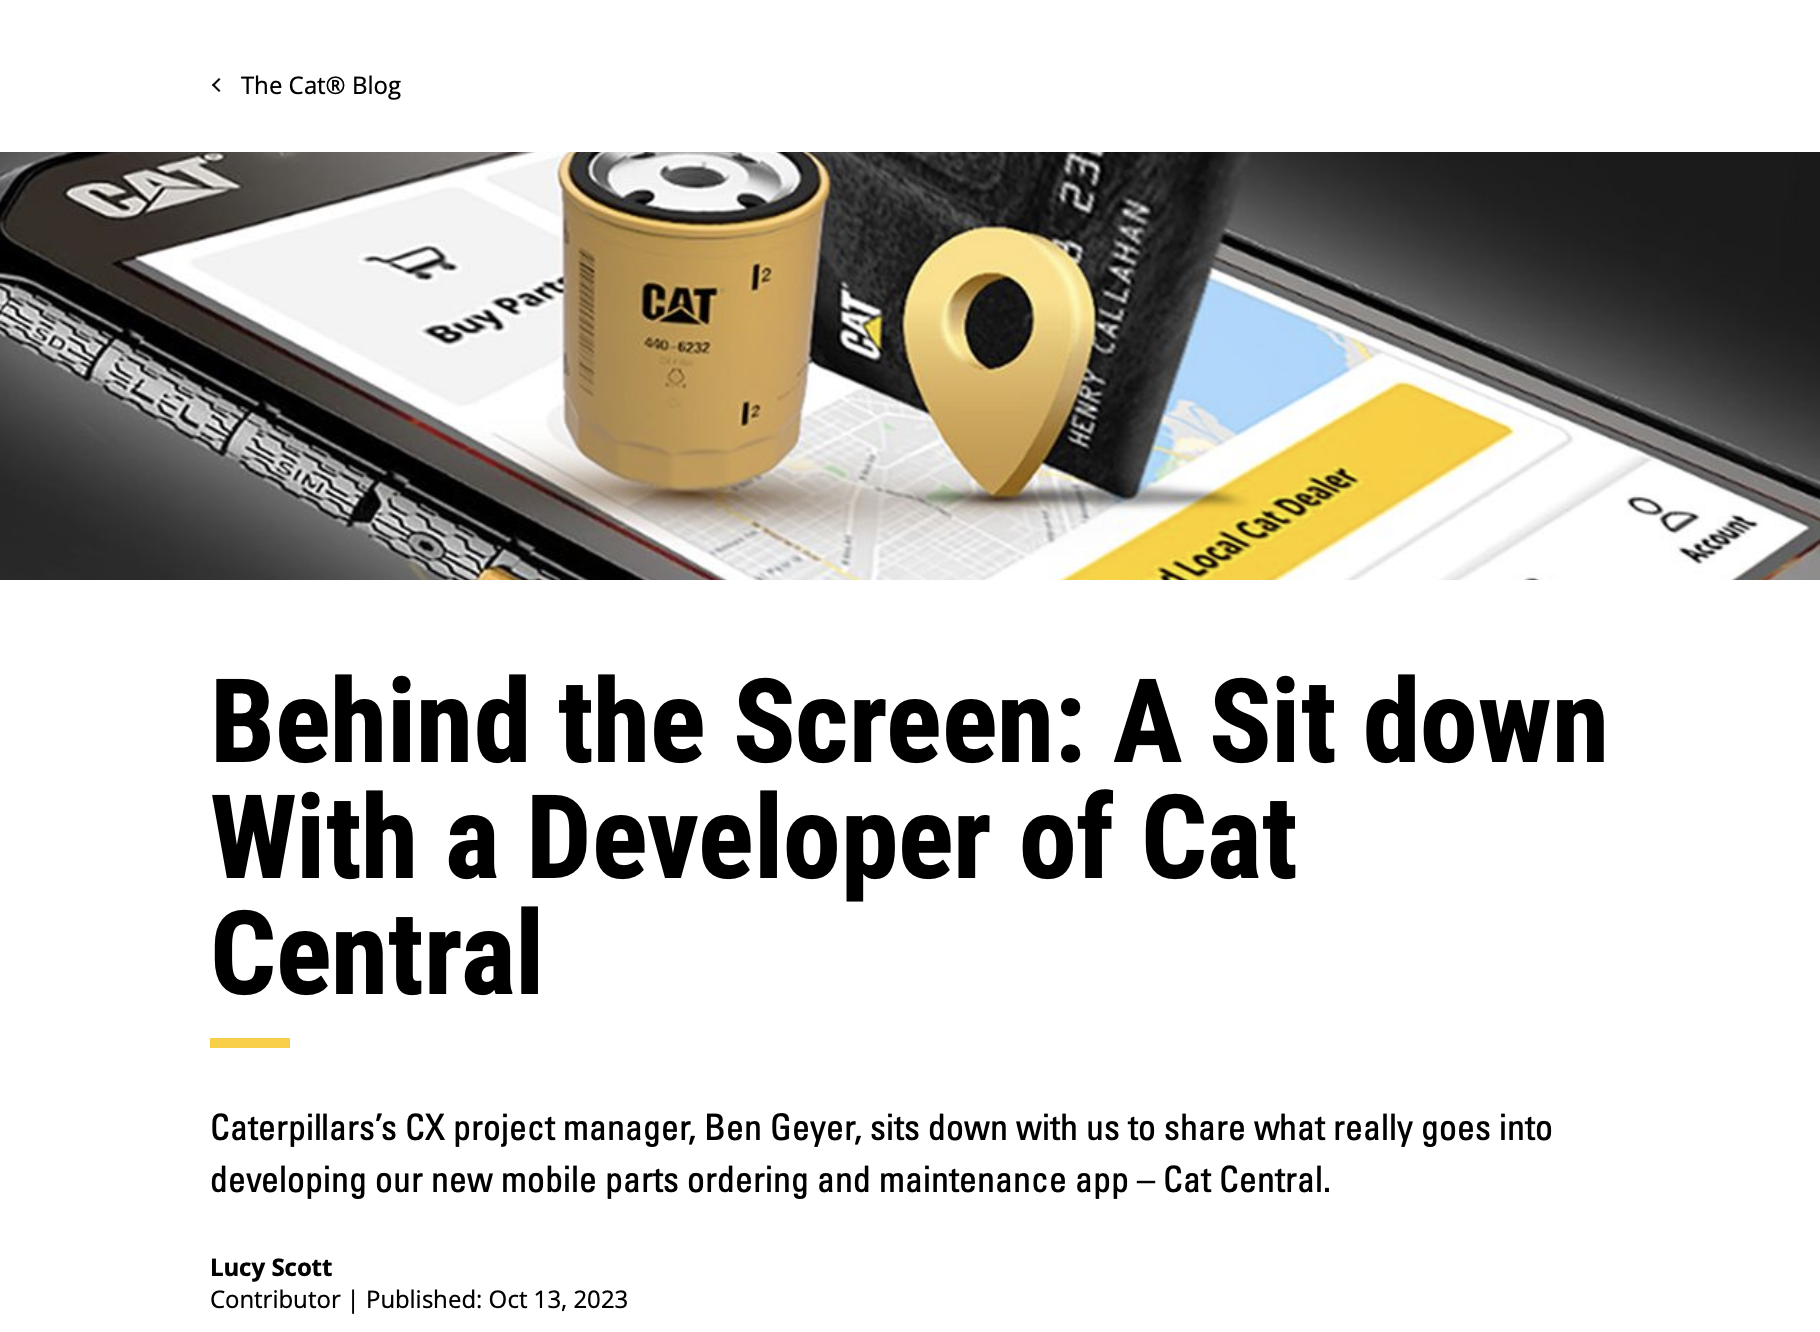 The Cat® Blog
CAT
Buy Parts
CAT
440-6232
CAT
HENRY CALLAHAN
Local Cat Dealer
Account
SIM
Behind the Screen: A Sit down
With a Developer of Cat
Central
Caterpillars’s CX project manager, Ben Geyer, sits down with us to share what really goes into
developing our new mobile parts ordering and maintenance app – Cat Central.
Lucy Scott
Contributor | Published: Oct 13, 2023